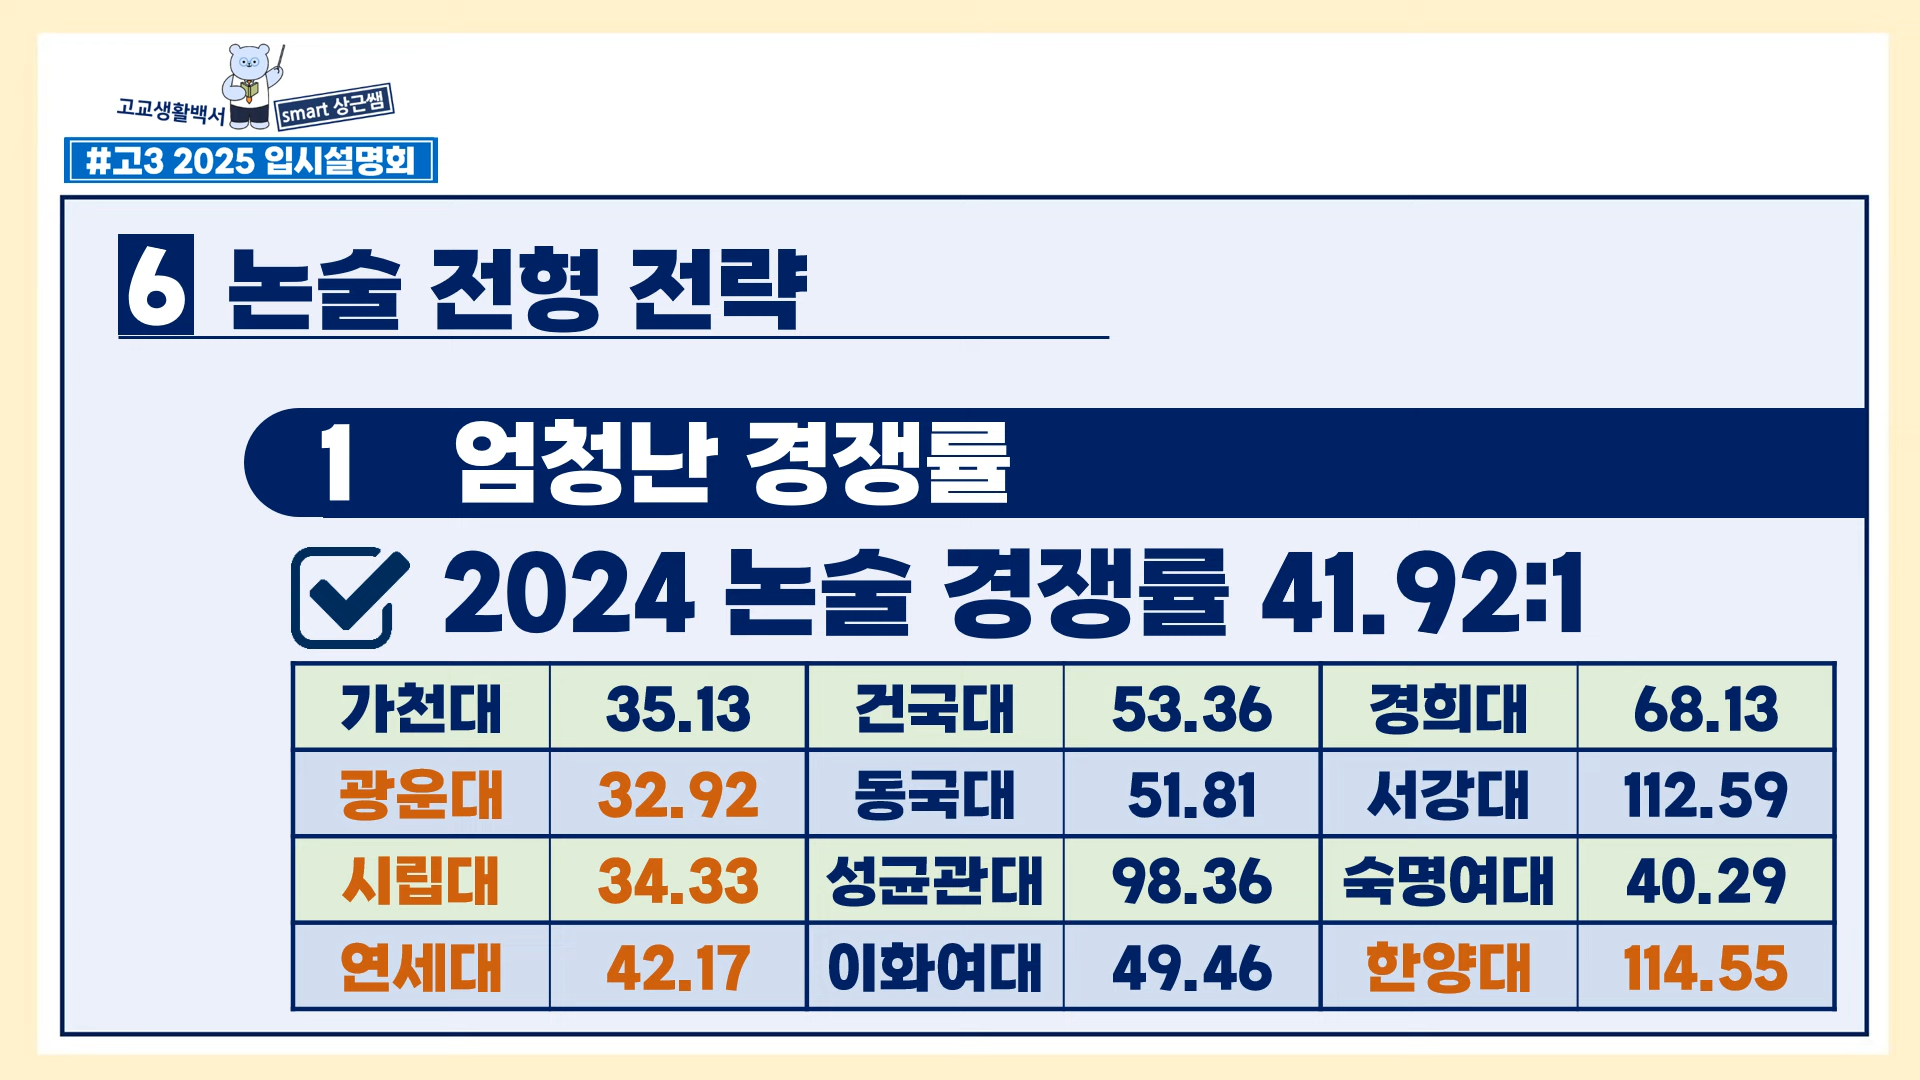 고교생활백서 smart 상근쌤
#고3 2025 입시설명회
6 논술 전형 전략
1 엄청난 경쟁률
2024 논술 경쟁률 41.92:1
가천대 35.13 건국대 53.36 경희대 68.13
광운대 32.92 동국대 51.81 서강대 112.59
시립대 34.33 성균관대 98.36 숙명여대 40.29
연세대 42.17 이화여대 49.46 한양대 114.55